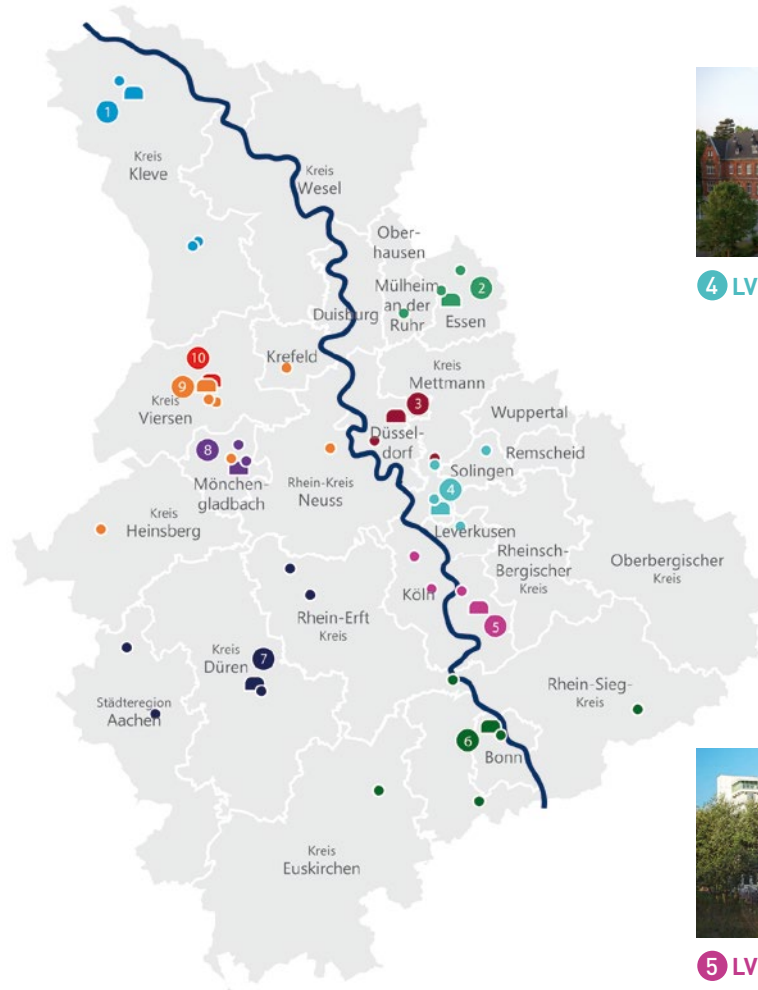 1
Kreis
Kleve
Kreis
Wesel
Ober-
hausen
Mülheim
an der
Ruhr
2
Essen
Duisburg
10
Krefeld
9
Kreis
Viersen
Kreis
Mettmann
3
Wuppertal
Düssel-
dorf
Remscheid
Solingen
8
Mönchen-
gladbach
Rhein-Kreis
Neuss
4
Leverkusen
Kreis
Heinsberg
Rheinsch-
Bergischer
Kreis
Oberbergischer
Kreis
Köln
5
Rhein-Erft
Kreis
Kreis
Düren
7
Städteregion
Aachen
Rhein-Sieg-
Kreis
6
Bonn
Kreis
Euskirchen
4 LV
5 LV